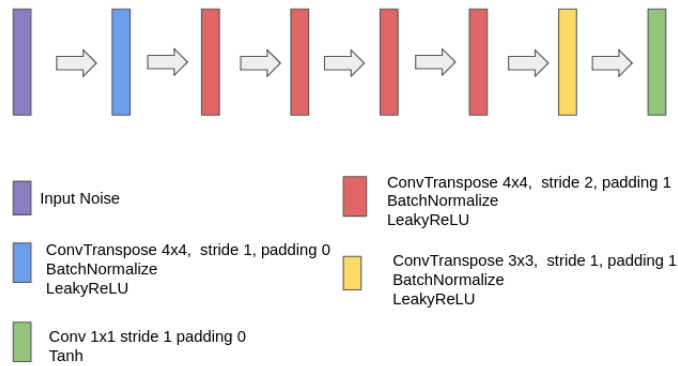 Input Noise
ConvTranspose 4x4,  stride 1, padding 0
BatchNormalize
LeakyReLU
Conv 1x1 stride 1 padding 0
Tanh
ConvTranspose 4x4,  stride 2, padding 1
BatchNormalize
LeakyReLU
ConvTranspose 3x3,  stride 1, padding 1
BatchNormalize
LeakyReLU